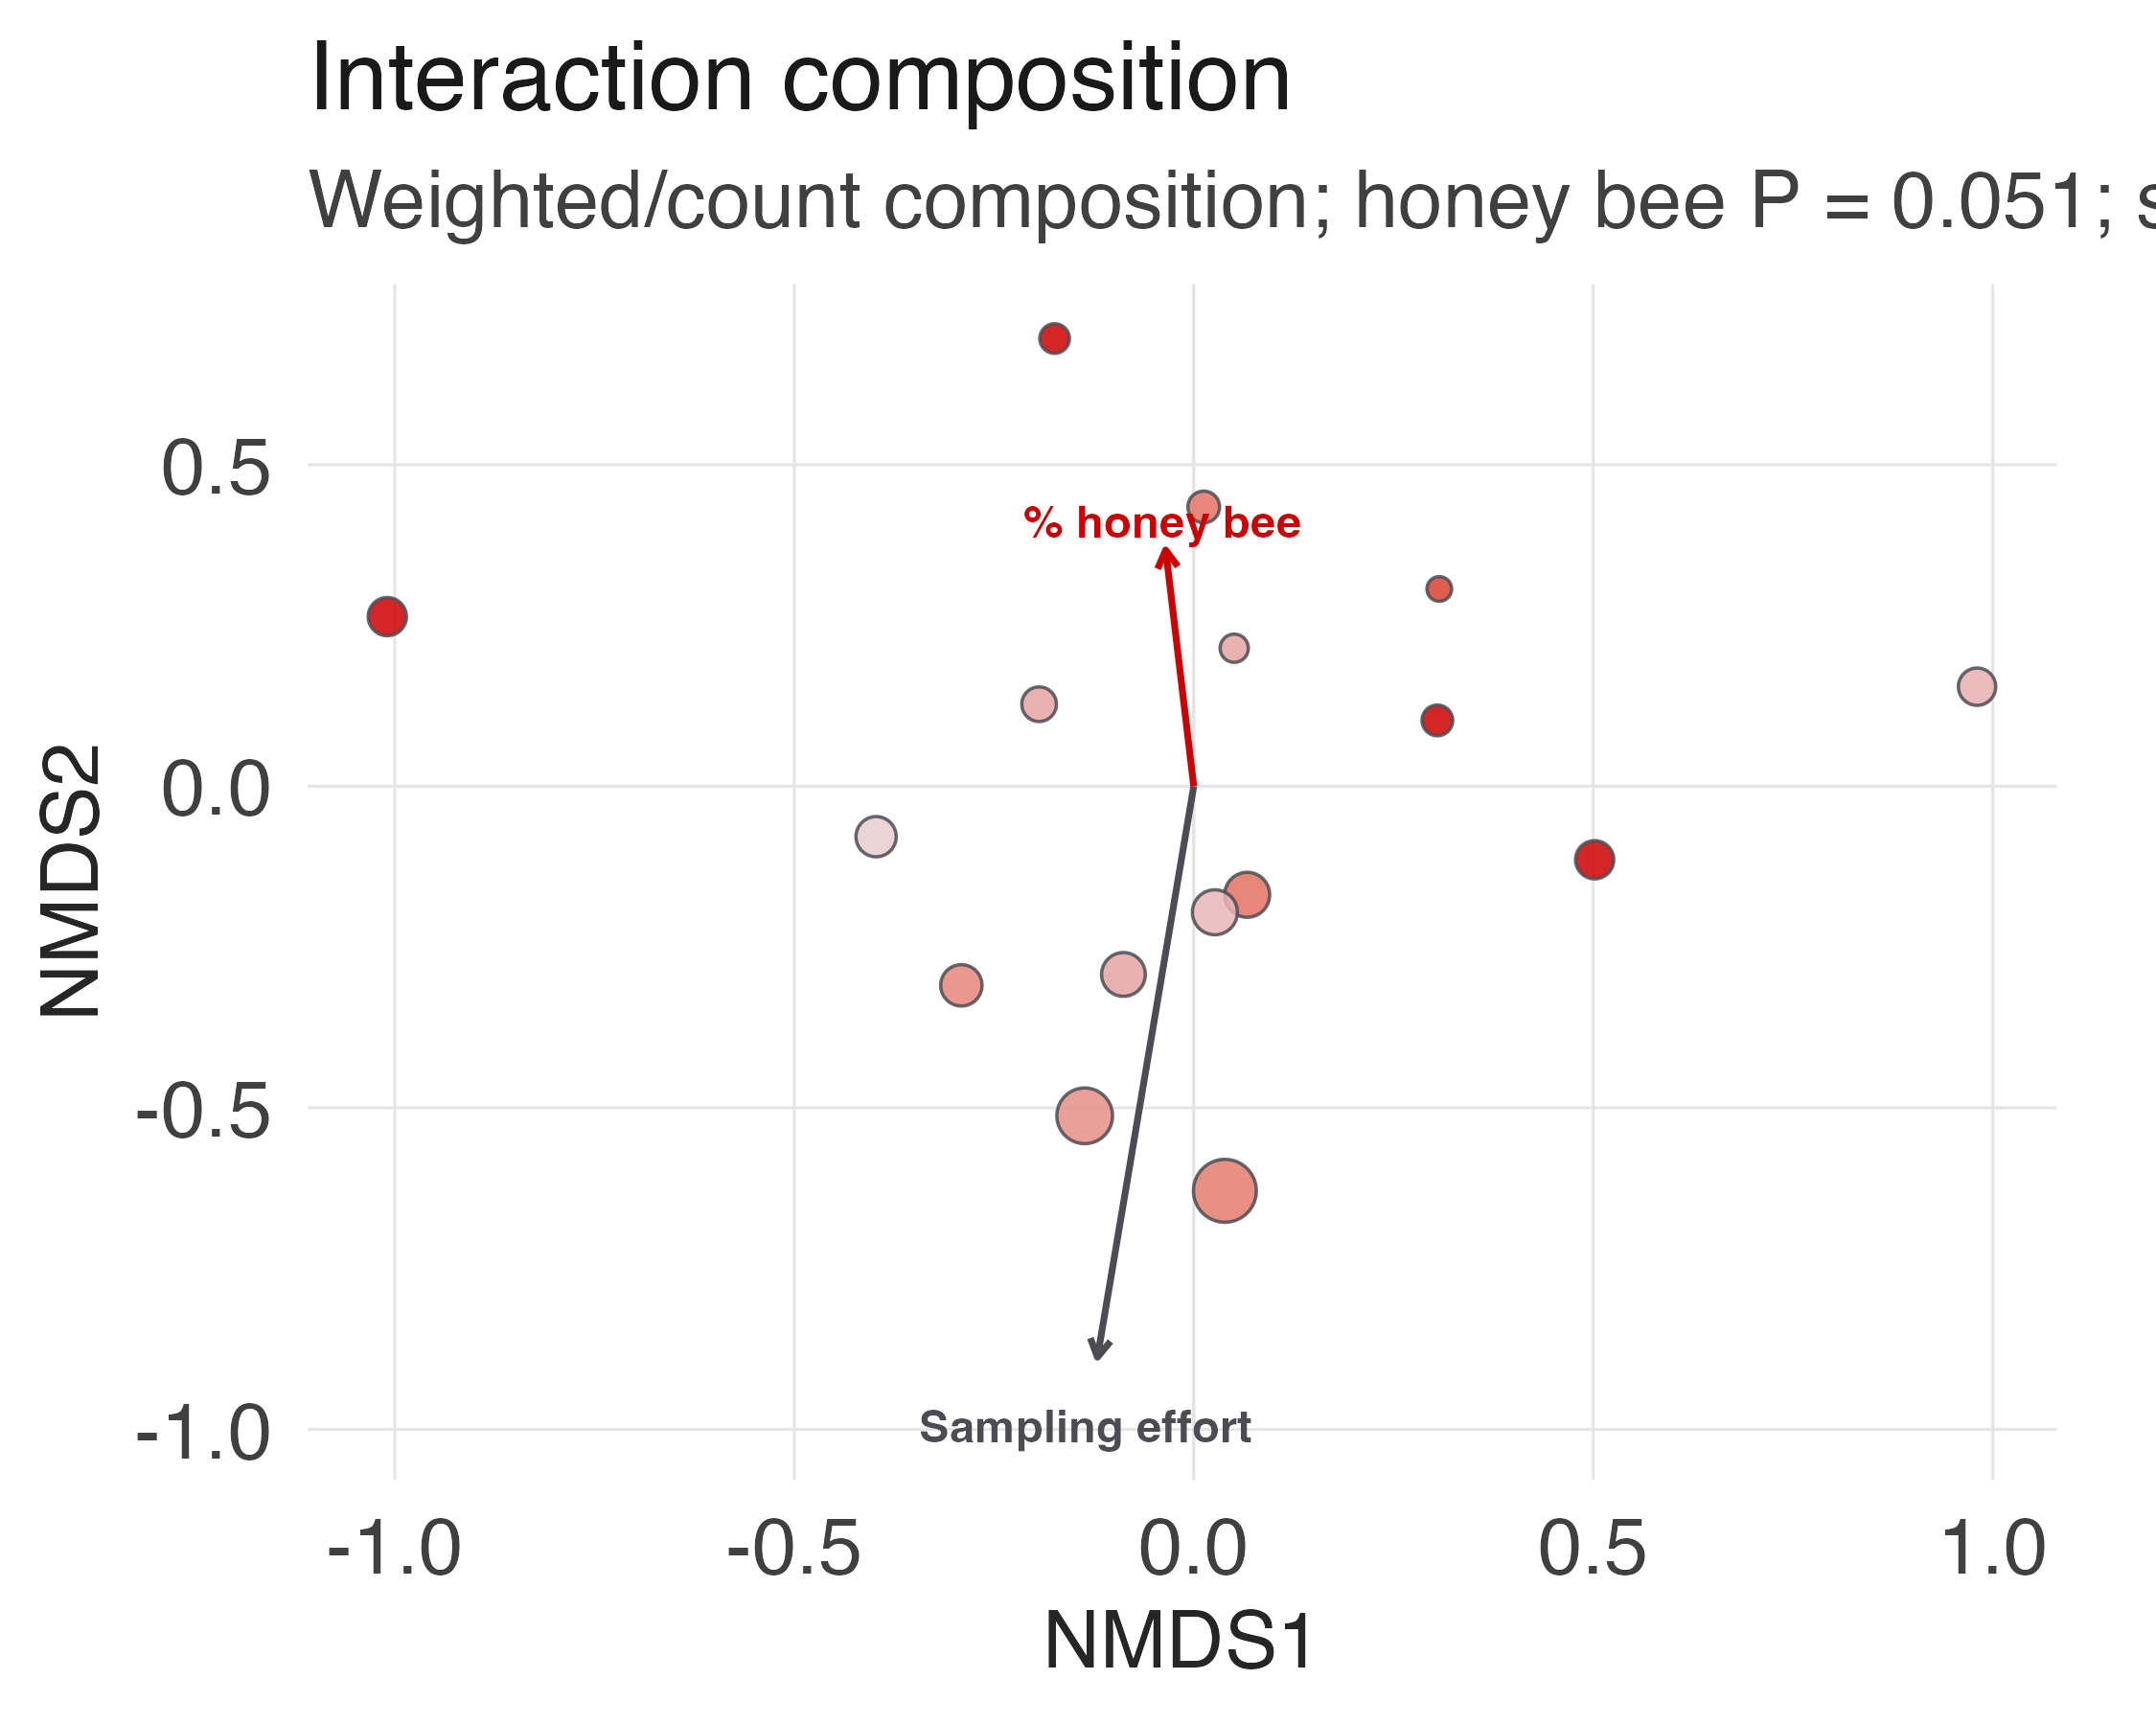 Interaction composition
Weighted/count composition; honey bee P = 0.051; s
% honey bee
0.5
0.0
-0.5
-1.0
NMDS2
Sampling effort
-1.0 -0.5 0.0 0.5 1.0
NMDS1